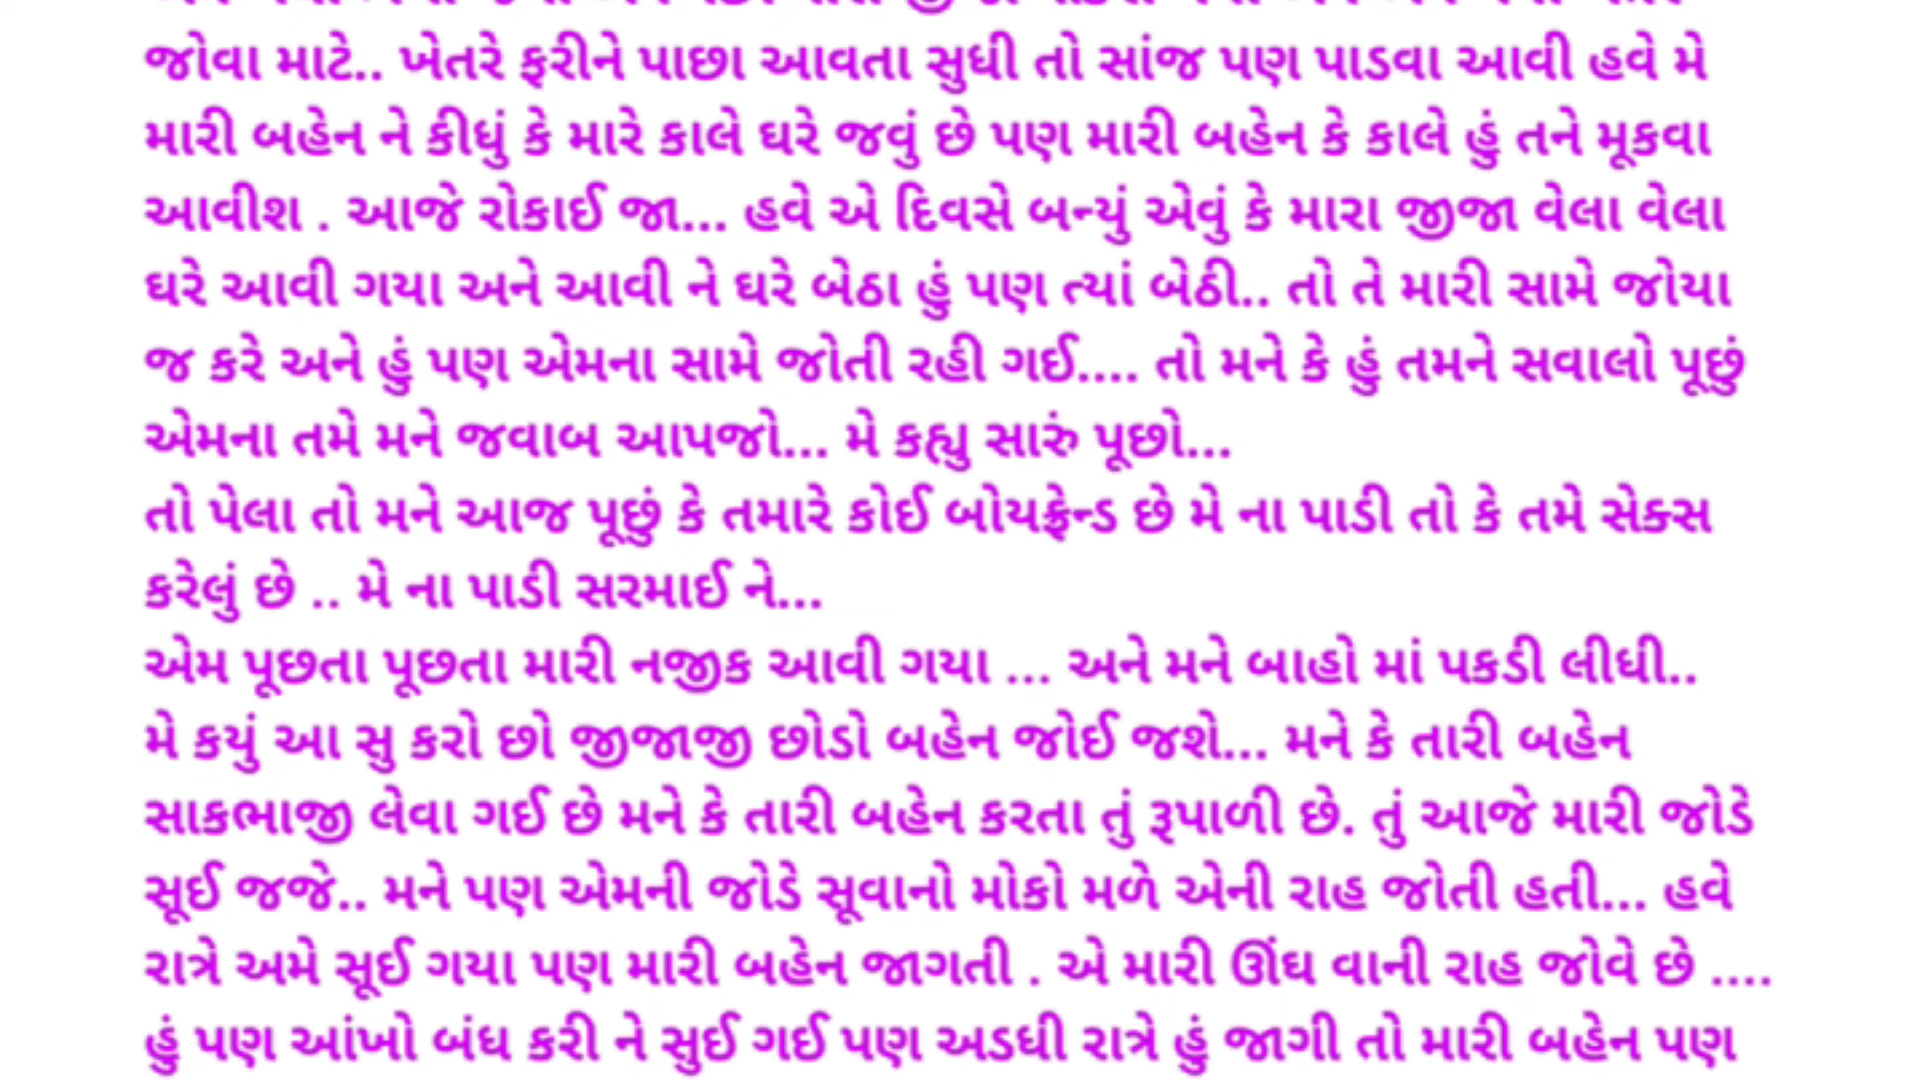 જોવા માટે.. ખેતરે ફરીને પાછા આવતા સુધી તો સાંજ પણ પાડવા આવી હવે મે
મારી બહેન ને કીધું કે મારે કાલે ઘરે જવું છે પણ મારી બહેન કે કાલે હું તને મૂકવા
આવીશ . આજે રોકાઈ જા... હવે એ દિવસે બન્યું એવું કે મારા જીજા વેલા વેલા
ઘરે આવી ગયા અને આવી ને ઘરે બેઠા હું પણ ત્યાં બેઠી.. તો તે મારી સામે જોયા
જ કરે અને હું પણ એમના સામે જોતી રહી ગઈ.... તો મને કે હું તમને સવાલો પૂછું
એમના તમે મને જવાબ આપજો... મે કહ્યુ સારું પૂછો...
તો પેલા તો મને આજ પૂછું કે તમારે કોઈ બોયફ્રેન્ડ છે મે ના પાડી તો કે તમે સેક્સ
કરેલું છે .. મે ના પાડી સરમાઈ ને...
એમ પૂછતા પૂછતા મારી નજીક આવી ગયા ... અને મને બાહો માં પકડી લીધી..
મે કયું આ સુ કરો છો જીજાજી છોડો બહેન જોઈ જશે... મને કે તારી બહેન
સાકભાજી લેવા ગઈ છે મને કે તારી બહેન કરતા તું રૂપાળી છે. તું આજે મારી જોડે
સૂઈ જજે.. મને પણ એમની જોડે સૂવાનો મોકો મળે એની રાહ જોતી હતી... હવે
રાત્રે અમે સૂઈ ગયા પણ મારી બહેન જાગતી . એ મારી ઊંઘ વાની રાહ જોવે છે ....
હું પણ આંખો બંધ કરી ને સુઈ ગઈ પણ અડધી રાત્રે હું જાગી તો મારી બહેન પણ